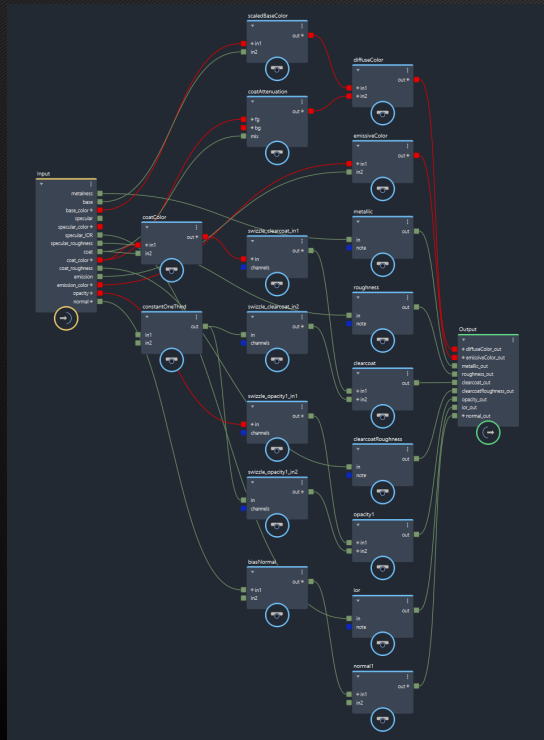 scaledBaseColor
out
in1
in2
diffuseColor
out
in1
in2
coatAttenuation
out
fg
bg
mix
emissiveColor
out
in1
in2
Input
metalness
base
base_color
specular
specular_color
specular_IOR
specular_roughness
coat
coat_color
coat_roughness
emission
emission_color
opacity
normal
coatColor
out
in1
in2
metallic
out
in
note
swizzle_clearcoat_in1
out
in
channels
roughness
out
in
note
constantOneThird
out
in1
in2
swizzle_clearcoat_in2
out
in
channels
Output
diffuseColor_out
emissiveColor_out
metallic_out
roughness_out
clearcoat_out
clearcoatRoughness_out
opacity_out
ior_out
normal_out
clearcoat
out
in1
in2
swizzle_opacity1_in1
out
in
channels
clearcoatRoughness
out
in
note
swizzle_opacity1_in2
out
in
channels
opacity1
out
in1
in2
biasNormal
out
in1
in2
ior
out
in
note
normal1
out
in1
in2